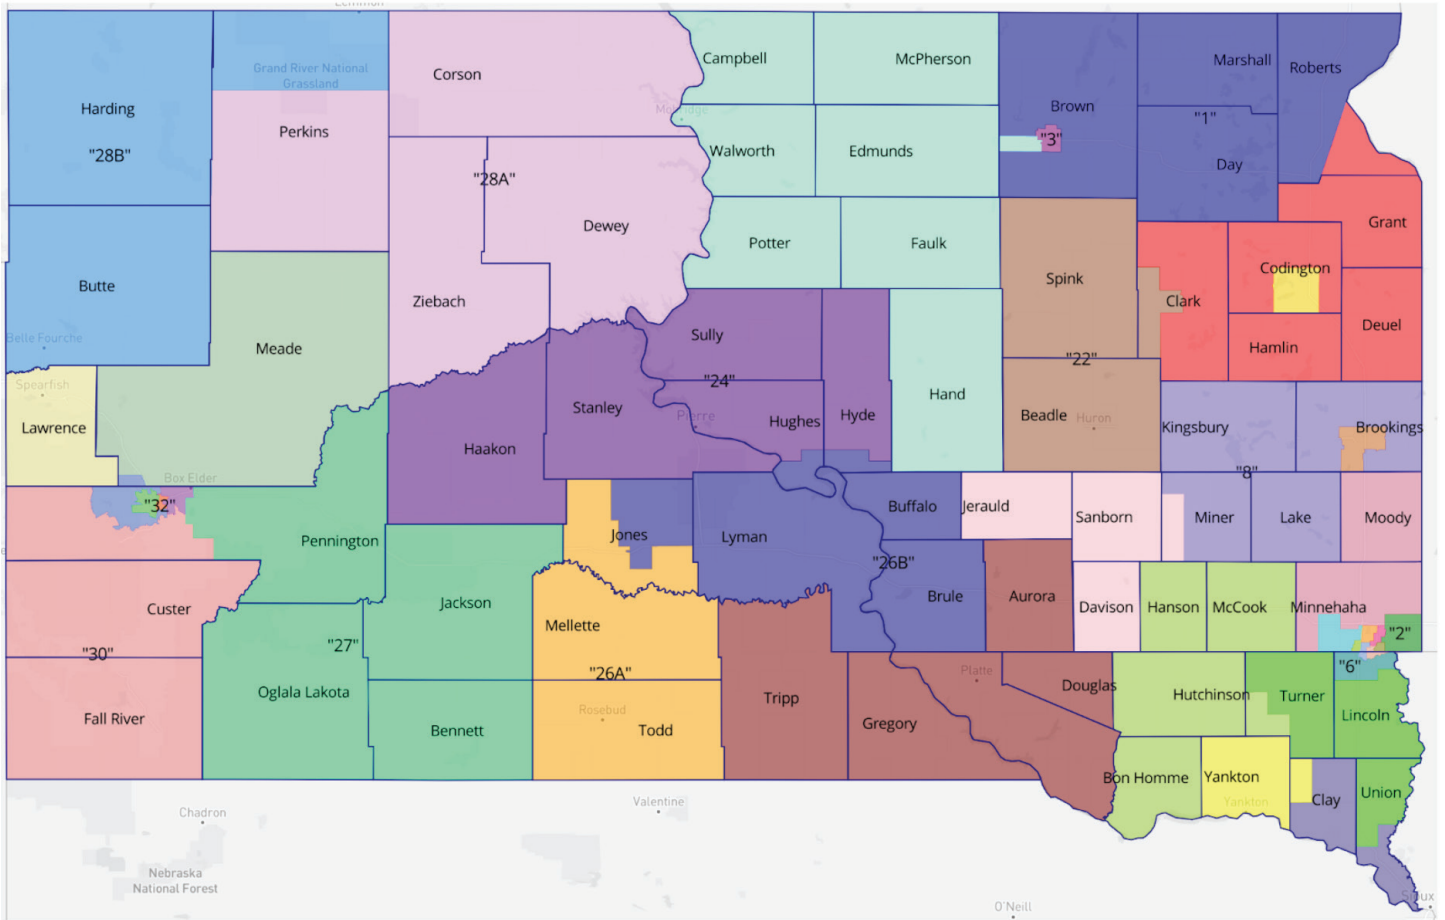 Lemmon
Campbell
McPherson
Marshall
Roberts
Grand River National
Grassland
Corson
Harding
Perkins
Mobridge
Brown
"1"
"3"
"28B"
Walworth
Edmunds
Day
"28A"
Dewey
Potter
Faulk
Grant
Butte
Ziebach
Spink
Codington
Clark
Belle Fourche
Meade
Sully
Hamlin
Deuel
"22"
Spearfish
"24"
Stanley
Pierre
Hughes
Hyde
Hand
Beadle
Huron
Kingsbury
Brookings
Lawrence
Haakon
"8"
Box Elder
"32"
Buffalo
Jerault
Sanborn
Miner
Lake
Moody
Pennington
Jones
Lyman
"26B"
Custer
Jackson
Brule
Aurora
Davison
Hanson
McCook
Minnehaha
Mellette
"2"
"27"
"30"
"26A"
"6"
Oglala Lakota
Platte
Douglas
Hutchinson
Turner
Fall River
Rosebud
Tripp
Gregory
Lincoln
Bennett
Todd
Bon Homme
Yankton
Yankton
Clay
Union
Chadron
Valentine
Nebraska
National Forest
O'Neill
Sioux